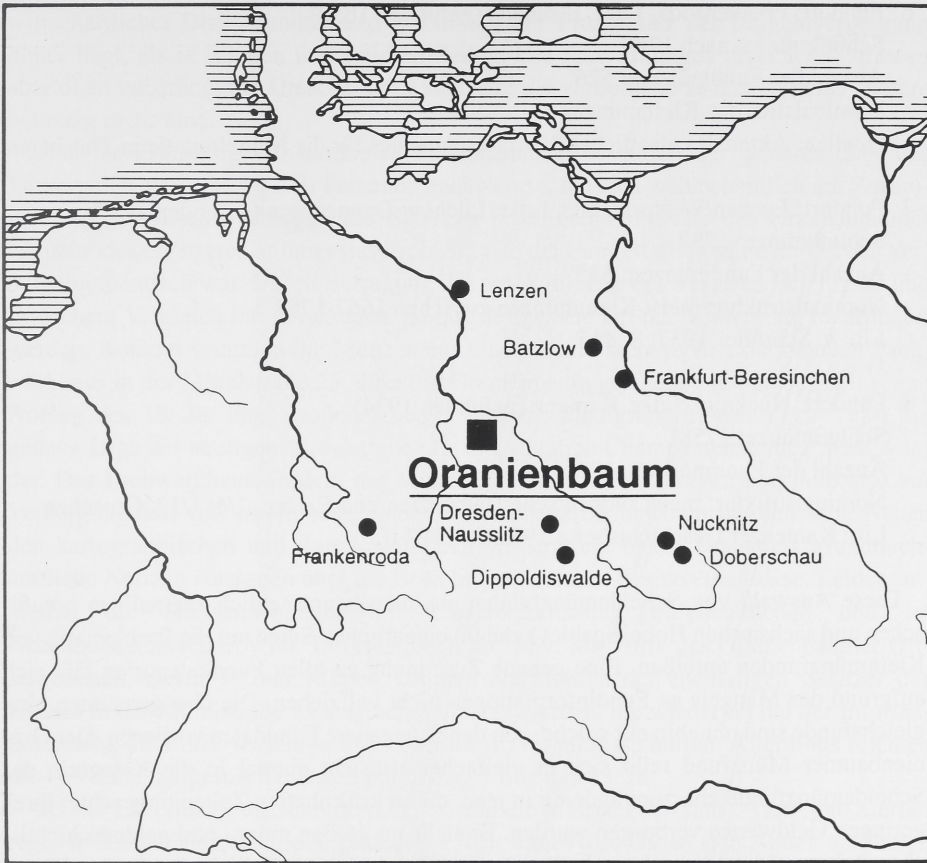 Lenzen
Batzlow
Frankfurt-Beresinchen
Oranienbaum
Dresden-
Nausslitz
Nucknitz
Frankenroda
Doberschau
Dippoldiswalde